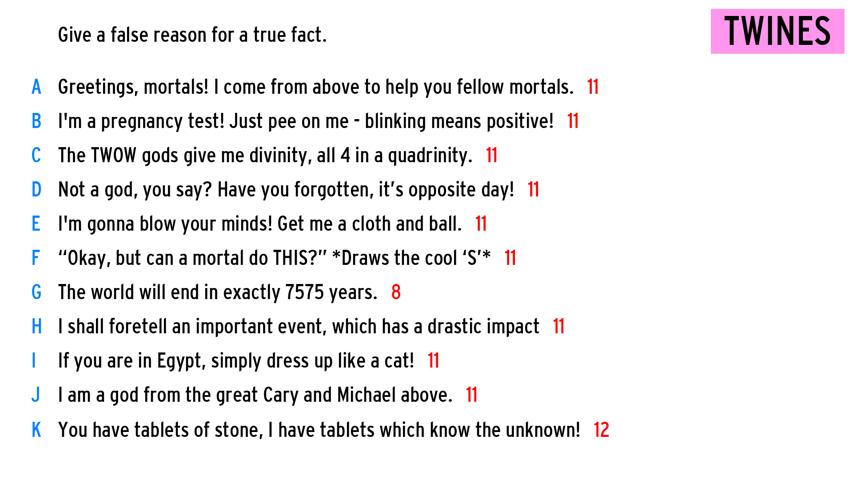 Give a false reason for a true fact.
TWINES
A Greetings, mortals! I come from above to help you fellow mortals. 11
B I'm a pregnancy test! Just pee on me - blinking means positive! 11
C The TWOW gods give me divinity, all 4 in a quadrinity. 11
D Not a god, you say? Have you forgotten, it’s opposite day! 11
E I'm gonna blow your minds! Get me a cloth and ball. 11
F “Okay, but can a mortal do THIS?” *Draws the cool ‘S’* 11
G The world will end in exactly 7575 years. 8
H I shall foretell an important event, which has a drastic impact 11
I If you are in Egypt, simply dress up like a cat! 11
J I am a god from the great Cary and Michael above. 11
K You have tablets of stone, I have tablets which know the unknown! 12